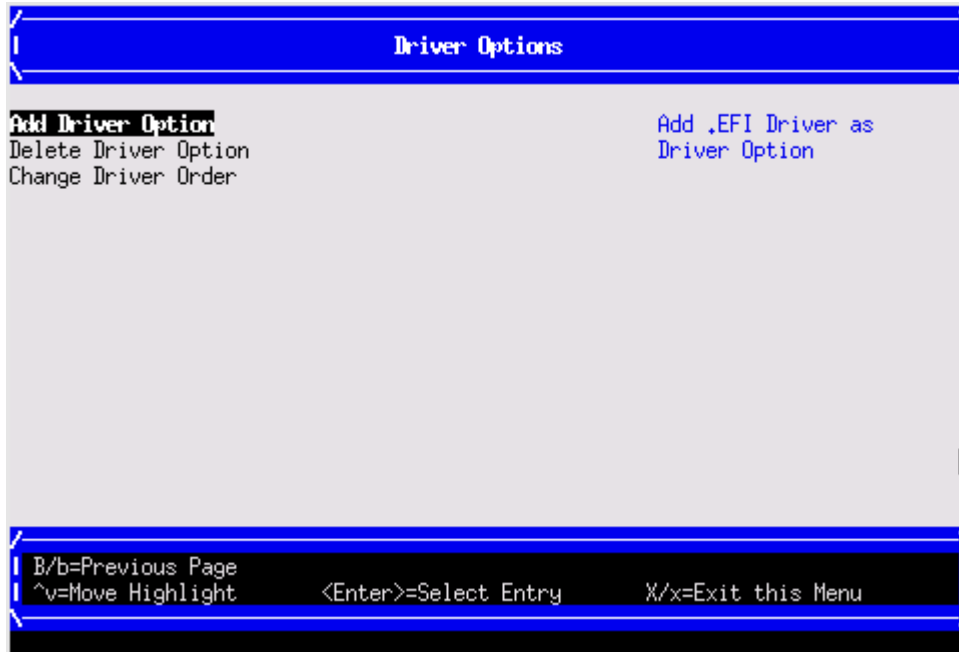 Driver Options
Add Driver Option
Add .EFI Driver as
Delete Driver Option
Driver Option
Change Driver Order
B/b=Previous Page
^v=Move Highlight <Enter>=Select Entry X/x=Exit this Menu